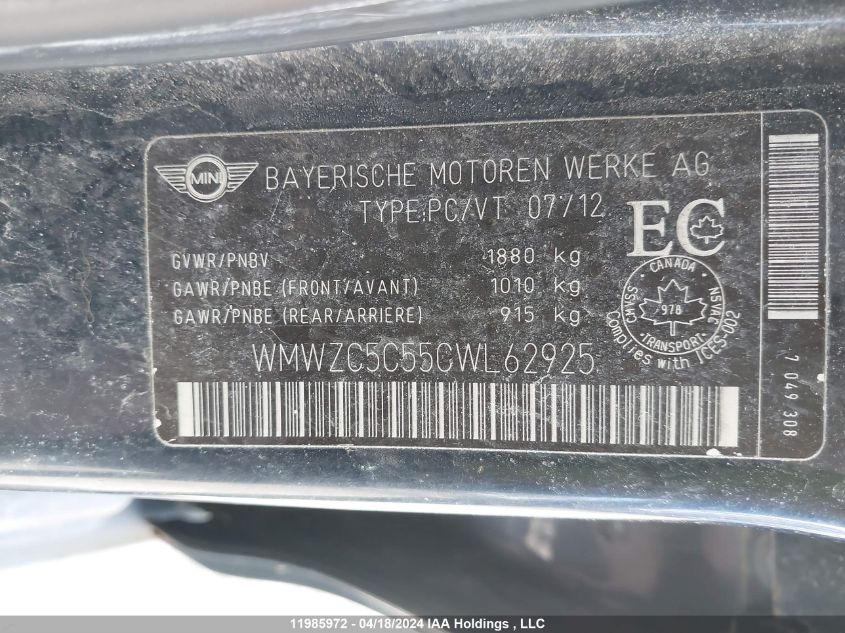 MINI
BAYERISCHE MOTOREN WERKE AG
TYPE:PC/VT 07/12
EC
GVWR/PNBV 1880 kg
GAWR/PNBE (FRONT/AVANT) 1010 kg
GAWR/PNBE (REAR/ARRIERE) 915 kg
CANADA
CMVSS
978
NSVAC
TRANSPORT
Complies with ICES-002
WMWZC5C55CWL62925
7 049 308
11985972 - 04/18/2024 IAA Holdings , LLC